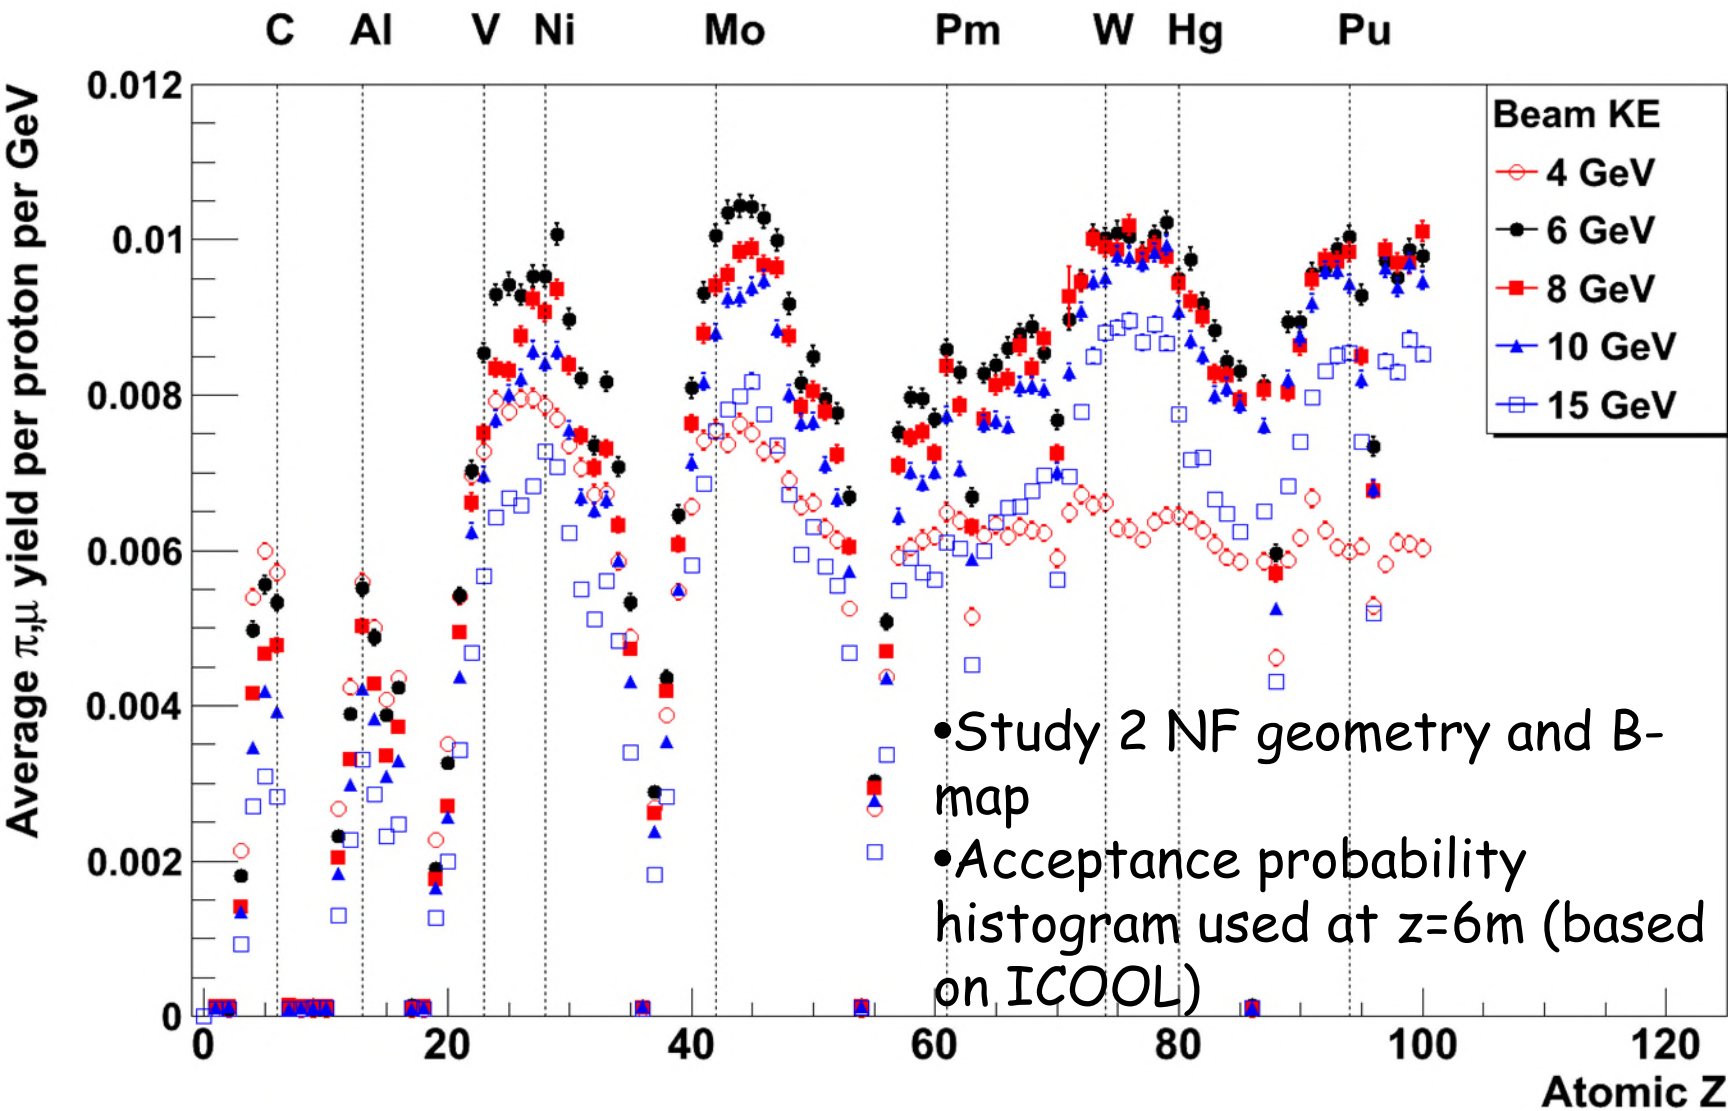 C Al V Ni Mo Pm W Hg Pu
Average π,μ yield per proton per GeV
0.012
0.01
0.008
0.006
0.004
0.002
0
Beam KE
4 GeV
6 GeV
8 GeV
10 GeV
15 GeV
•Study 2 NF geometry and B-
map
•Acceptance probability
histogram used at z=6m (based
on ICOOL)
0 20 40 60 80 100 120
Atomic Z